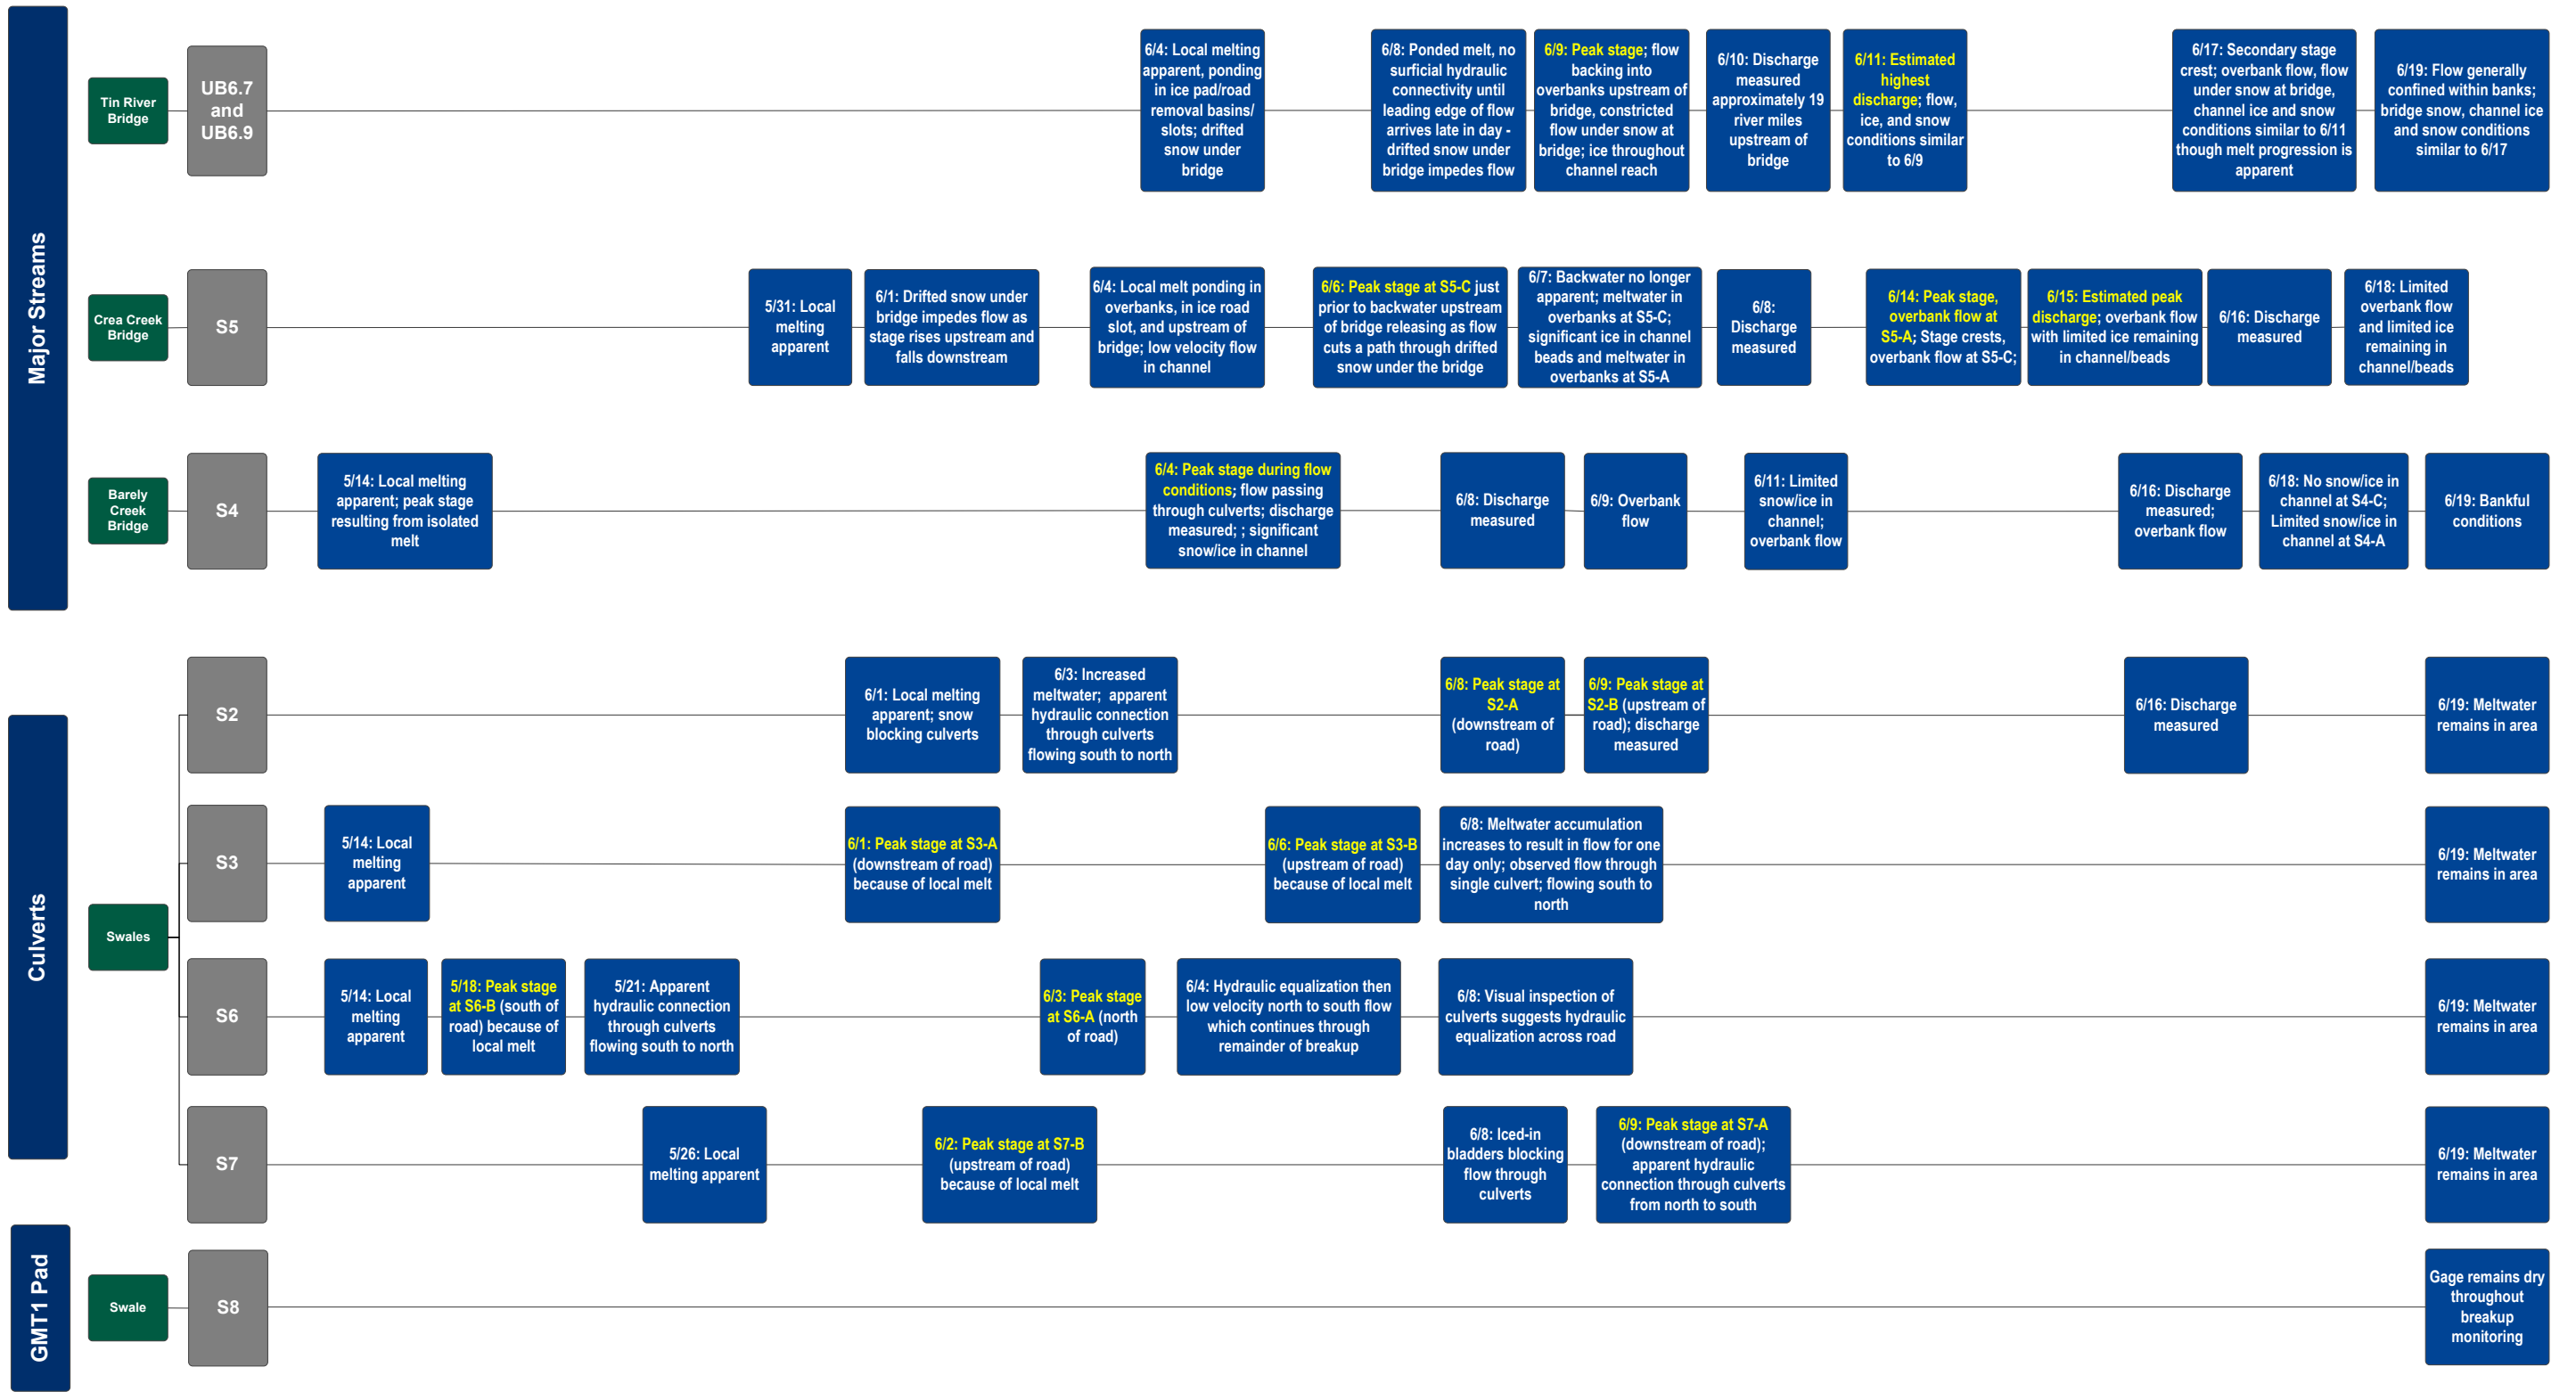 Major Streams
Tin River
Bridge
UB6.7
and
UB6.9
6/4: Local melting
apparent, ponding
in ice pad/road
removal basins/
slots; drifted
snow under
bridge
6/8: Ponded melt, no
surficial hydraulic
connectivity until
leading edge of flow
arrives late in day -
drifted snow under
bridge impedes flow
6/9: Peak stage; flow
backing into
overbanks upstream of
bridge, constricted
flow under snow at
bridge; ice throughout
channel reach
6/10: Discharge
measured
approximately 19
river miles
upstream of
bridge
6/11: Estimated
highest
discharge; flow,
ice, and snow
conditions similar
to 6/9
6/17: Secondary stage
crest; overbank flow, flow
under snow at bridge,
channel ice and snow
conditions similar to 6/11
though melt progression is
apparent
6/19: Flow generally
confined within banks;
bridge snow, channel ice
and snow conditions
similar to 6/17
Crea Creek
Bridge
S5
5/31: Local
melting
apparent
6/1: Drifted snow under
bridge impedes flow as
stage rises upstream and
falls downstream
6/4: Local melt ponding in
overbanks, in ice road
slot, and upstream of
bridge; low velocity flow
in channel
6/6: Peak stage at S5-C just
prior to backwater upstream
of bridge releasing as flow
cuts a path through drifted
snow under the bridge
6/7: Backwater no longer
apparent; meltwater in
overbanks at S5-C;
significant ice in channel
beads and meltwater in
overbanks at S5-A
6/8:
Discharge
measured
6/14: Peak stage,
overbank flow at
S5-A; Stage crests,
overbank flow at S5-C;
6/15: Estimated peak
discharge; overbank flow
with limited ice remaining
in channel/beads
6/16: Discharge
measured
6/18: Limited
overbank flow
and limited ice
remaining in
channel/beads
Barely
Creek
Bridge
S4
5/14: Local melting
apparent; peak stage
resulting from isolated
melt
6/4: Peak stage during flow
conditions; flow passing
through culverts; discharge
measured; ; significant
snow/ice in channel
6/8: Discharge
measured
6/9: Overbank
flow
6/11: Limited
snow/ice in
channel;
overbank flow
6/16: Discharge
measured;
overbank flow
6/18: No snow/ice in
channel at S4-C;
Limited snow/ice in
channel at S4-A
6/19: Bankful
conditions
Culverts
Swales
S2
6/1: Local melting
apparent; snow
blocking culverts
6/3: Increased
meltwater; apparent
hydraulic connection
through culverts
flowing south to north
6/8: Peak stage at
S2-A
(downstream of
road)
6/9: Peak stage at
S2-B (upstream of
road); discharge
measured
6/16: Discharge
measured
6/19: Meltwater
remains in area
S3
5/14: Local
melting
apparent
6/1: Peak stage at S3-A
(downstream of road)
because of local melt
6/6: Peak stage at S3-B
(upstream of road)
because of local melt
6/8: Meltwater accumulation
increases to result in flow for one
day only; observed flow through
single culvert; flowing south to
north
6/19: Meltwater
remains in area
S6
5/14: Local
melting
apparent
5/18: Peak stage
at S6-B (south of
road) because of
local melt
5/21: Apparent
hydraulic connection
through culverts
flowing south to north
6/3: Peak stage
at S6-A (north
of road)
6/4: Hydraulic equalization then
low velocity north to south flow
which continues through
remainder of breakup
6/8: Visual inspection of
culverts suggests hydraulic
equalization across road
6/19: Meltwater
remains in area
S7
5/26: Local
melting apparent
6/2: Peak stage at S7-B
(upstream of road)
because of local melt
6/8: Iced-in
bladders blocking
flow through
culverts
6/9: Peak stage at S7-A
(downstream of road);
apparent hydraulic
connection through culverts
from north to south
6/19: Meltwater
remains in area
GMT1 Pad
Swale
S8
Gage remains dry
throughout
breakup
monitoring